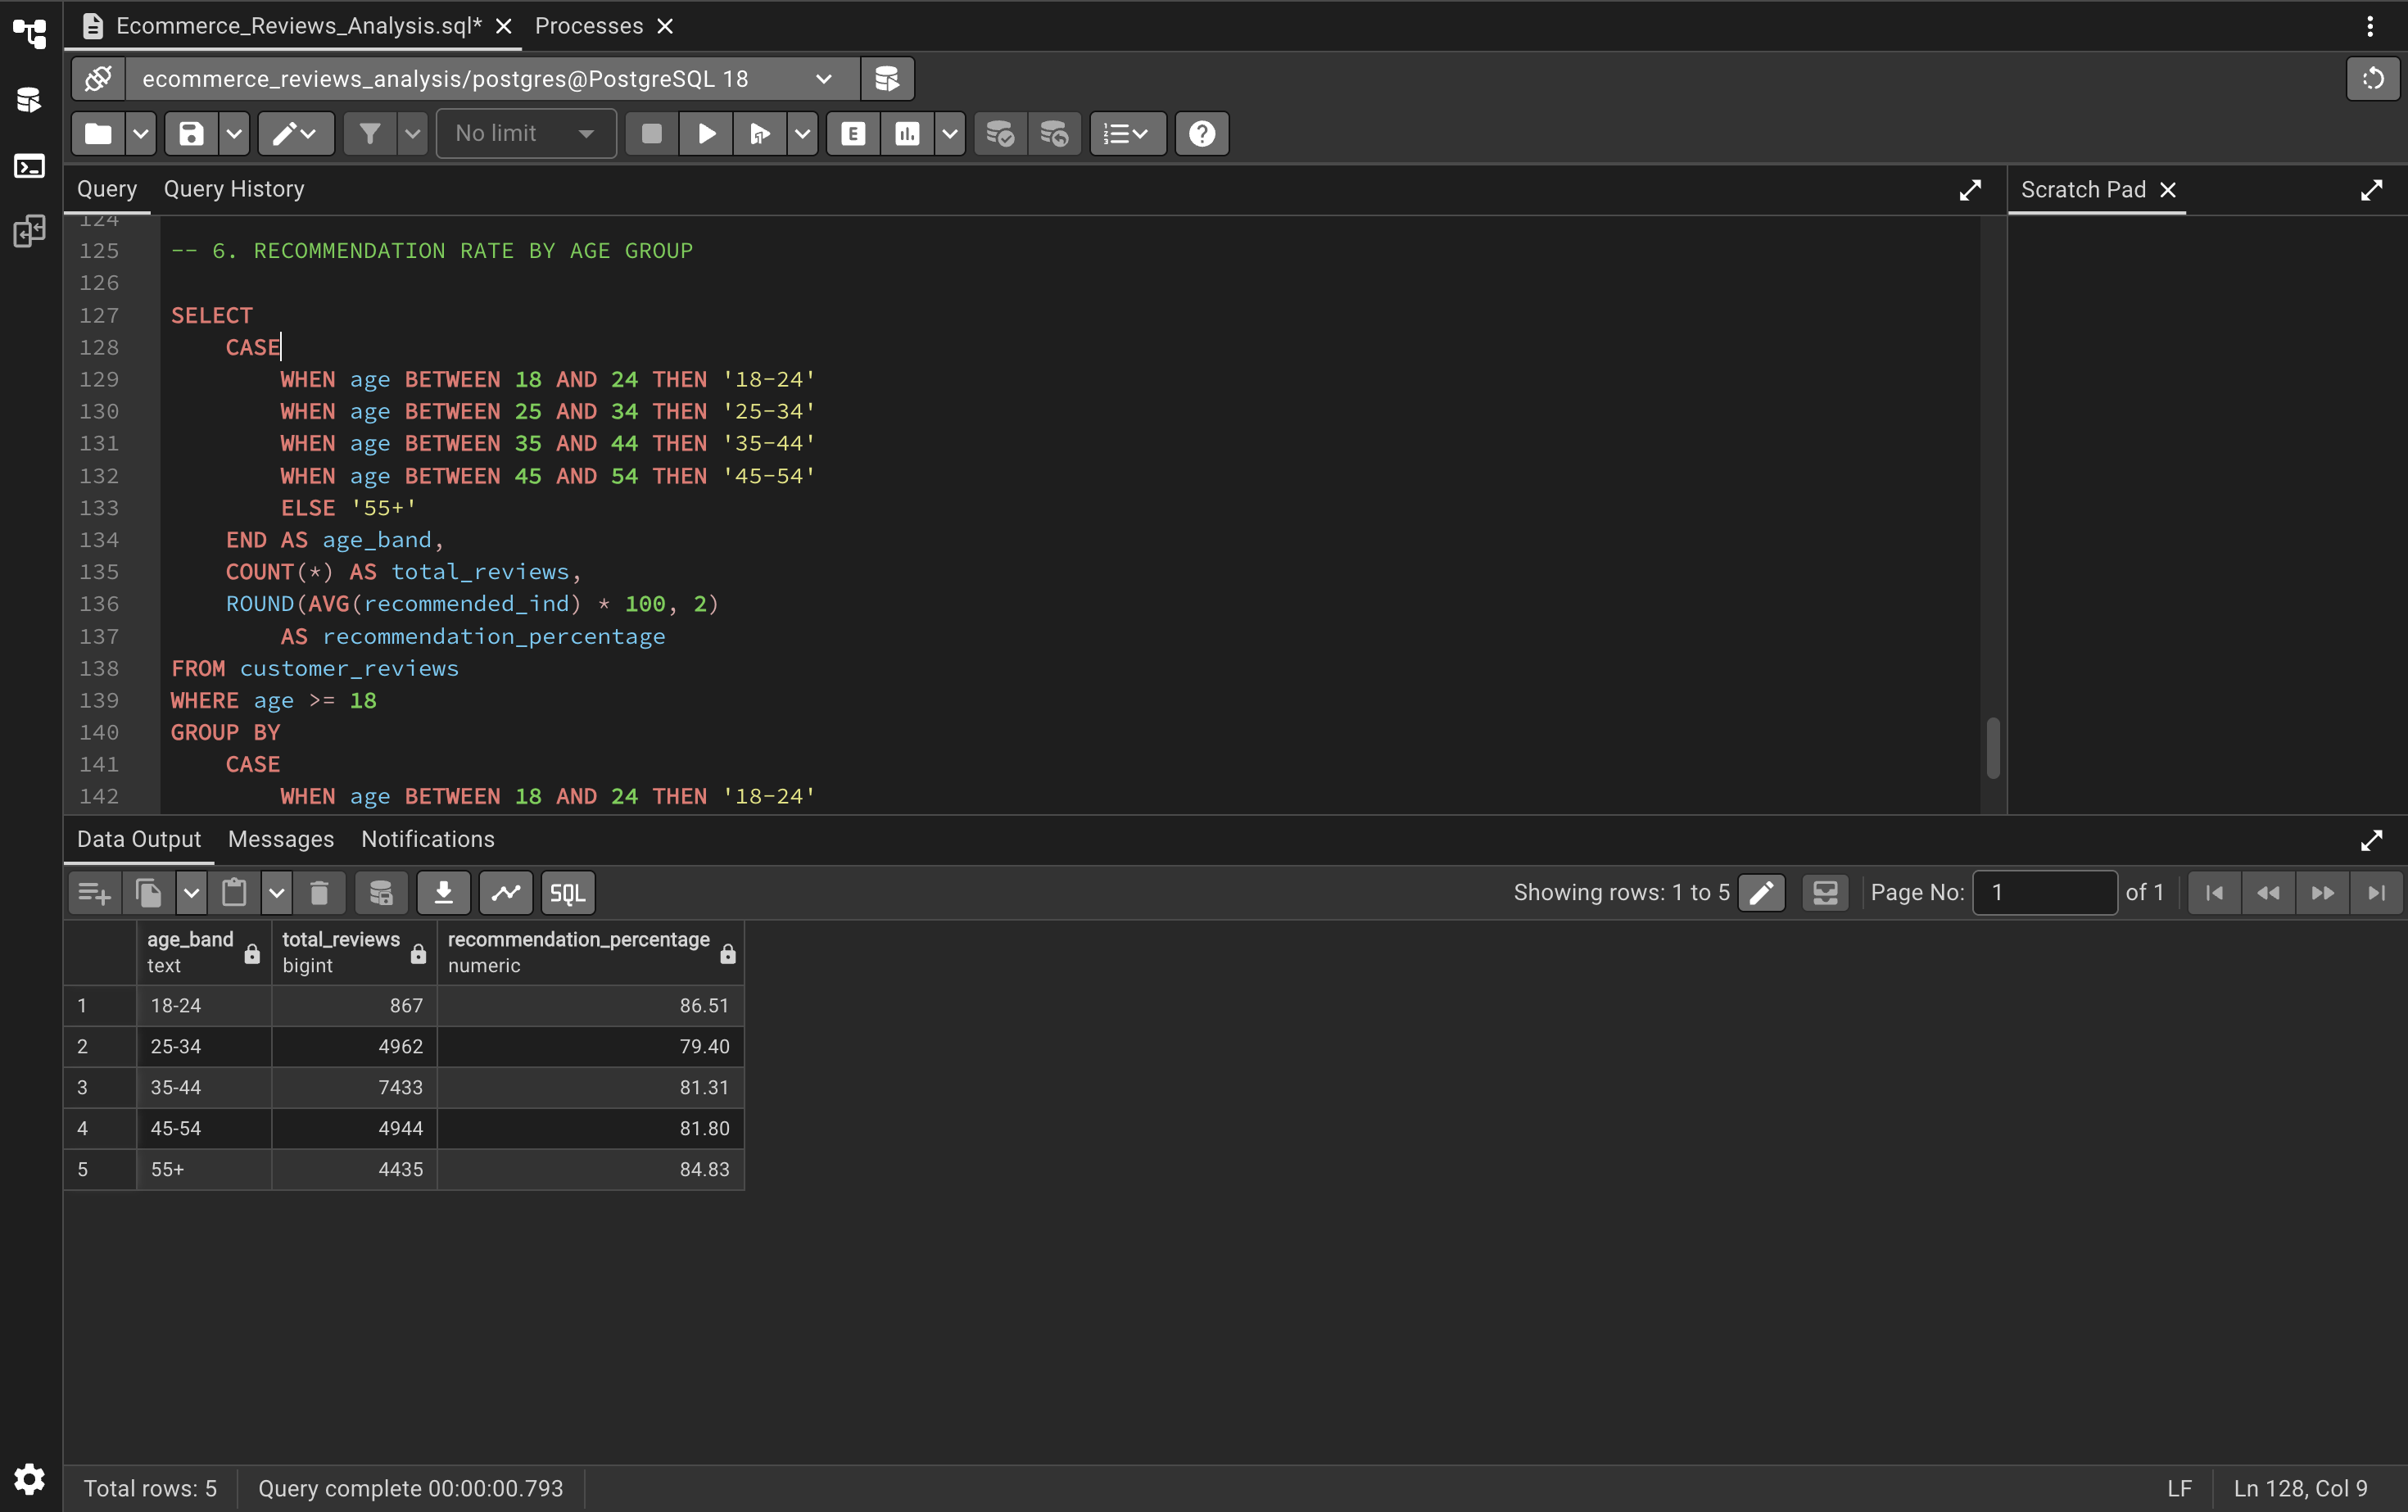 Ecommerce_Reviews_Analysis.sql*
Processes
ecommerce_reviews_analysis/postgres@PostgreSQL 18
No limit
E
Query
Query History
Scratch Pad
124
125 -- 6. RECOMMENDATION RATE BY AGE GROUP
126
127 SELECT
128 CASE
129 WHEN age BETWEEN 18 AND 24 THEN '18-24'
130 WHEN age BETWEEN 25 AND 34 THEN '25-34'
131 WHEN age BETWEEN 35 AND 44 THEN '35-44'
132 WHEN age BETWEEN 45 AND 54 THEN '45-54'
133 ELSE '55+'
134 END AS age_band,
135 COUNT(*) AS total_reviews,
136 ROUND(AVG(recommended_ind) * 100, 2)
137 AS recommendation_percentage
138 FROM customer_reviews
139 WHERE age >= 18
140 GROUP BY
141 CASE
142 WHEN age BETWEEN 18 AND 24 THEN '18-24'
Data Output
Messages
Notifications
SQL
Showing rows: 1 to 5
Page No: 1 of 1
age_band total_reviews recommendation_percentage
text bigint numeric
1 18-24 867 86.51
2 25-34 4962 79.40
3 35-44 7433 81.31
4 45-54 4944 81.80
5 55+ 4435 84.83
Total rows: 5
Query complete 00:00:00.793
LF
Ln 128, Col 9